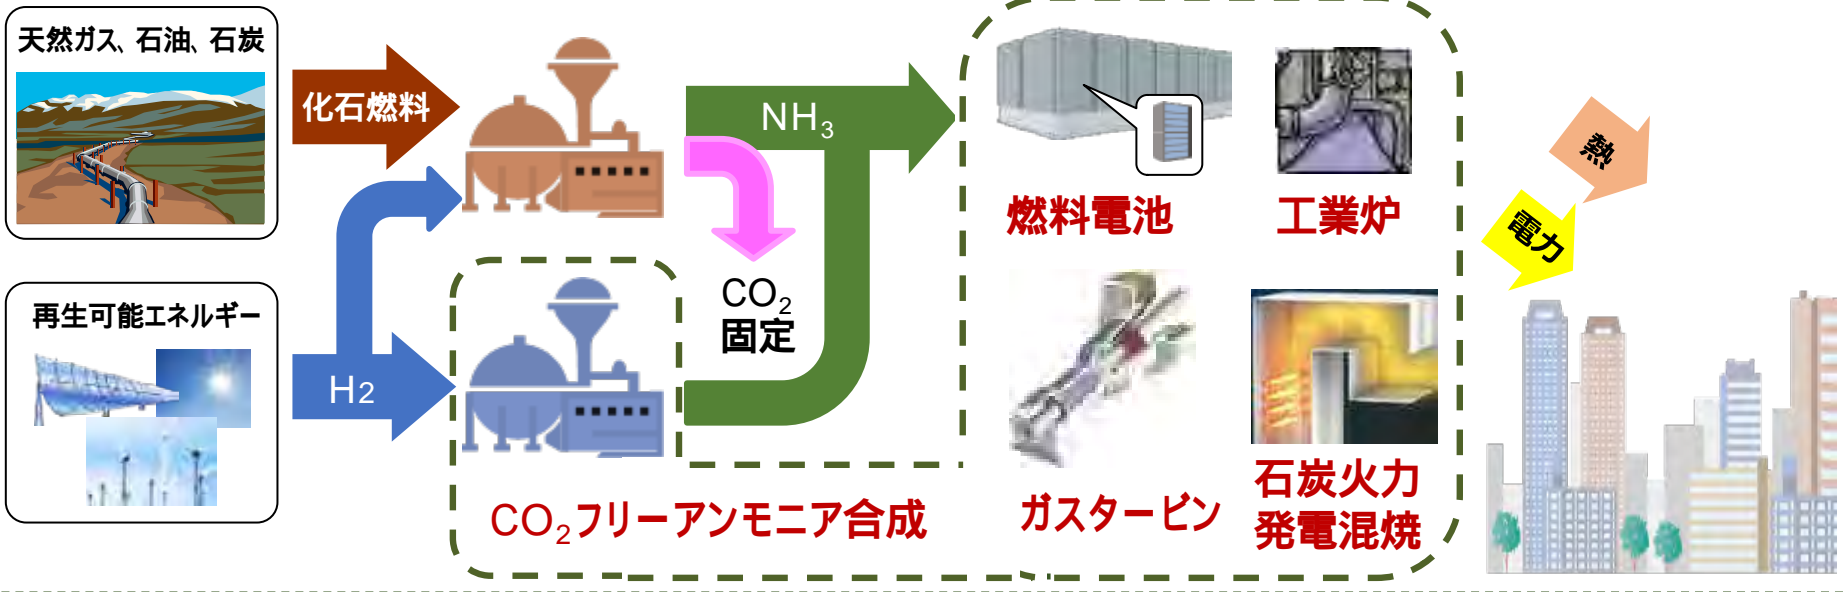 天然ガス、石油、石炭
化石燃料
NH₃
再生可能エネルギー
H2
CO₂
固定
CO₂フリーアンモニア合成
燃料電池
工業炉
ガスタービン
石炭火力
発電混焼
熱
電力